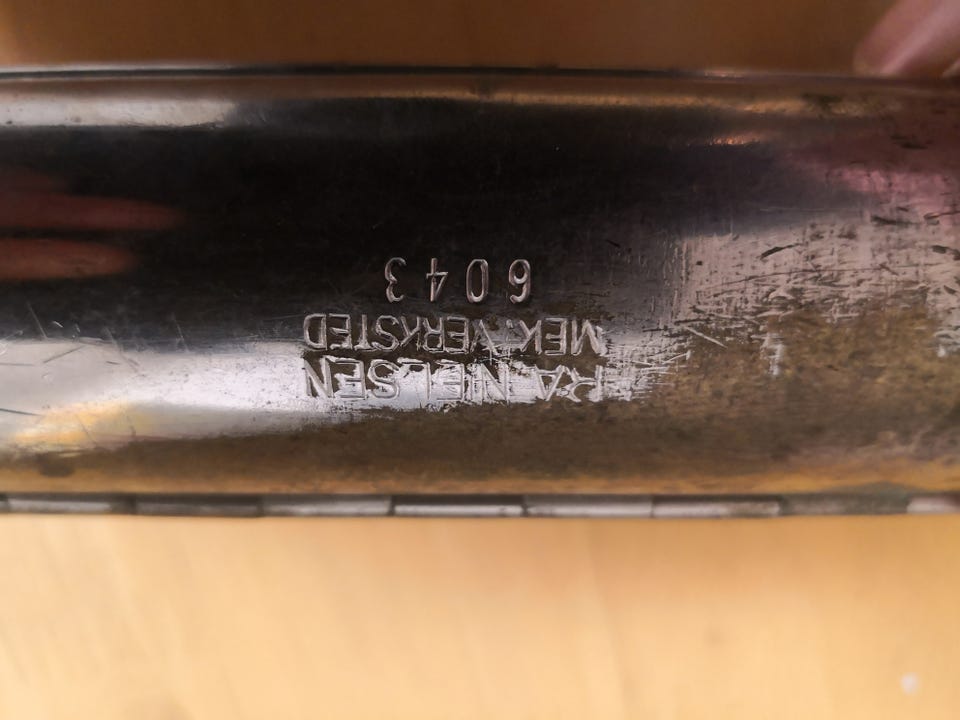 R.A NIELSEN
MEK. VERKSTED
6043